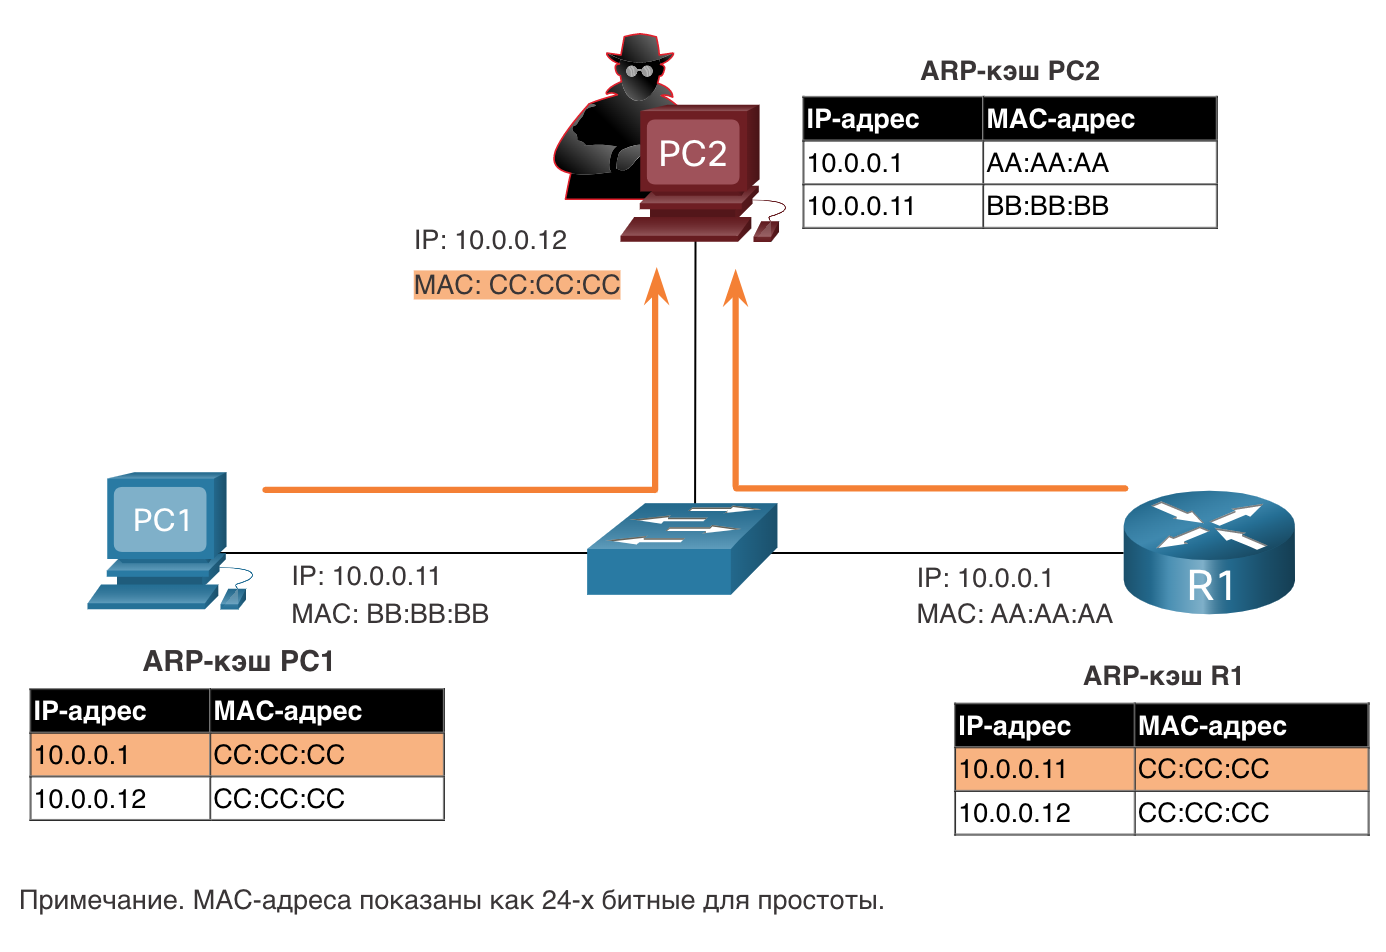 ARP-кэш PC2
IP-адрес MAC-адрес
10.0.0.1 AA:AA:AA
10.0.0.11 BB:BB:BB
PC2
IP: 10.0.0.12
MAC: CC:CC:CC
PC1
IP: 10.0.0.11
MAC: BB:BB:BB
IP: 10.0.0.1
MAC: AA:AA:AA
R1
ARP-кэш PC1
IP-адрес MAC-адрес
10.0.0.1 CC:CC:CC
10.0.0.12 CC:CC:CC
ARP-кэш R1
IP-адрес MAC-адрес
10.0.0.11 CC:CC:CC
10.0.0.12 CC:CC:CC
Примечание. MAC-адреса показаны как 24-х битные для простоты.